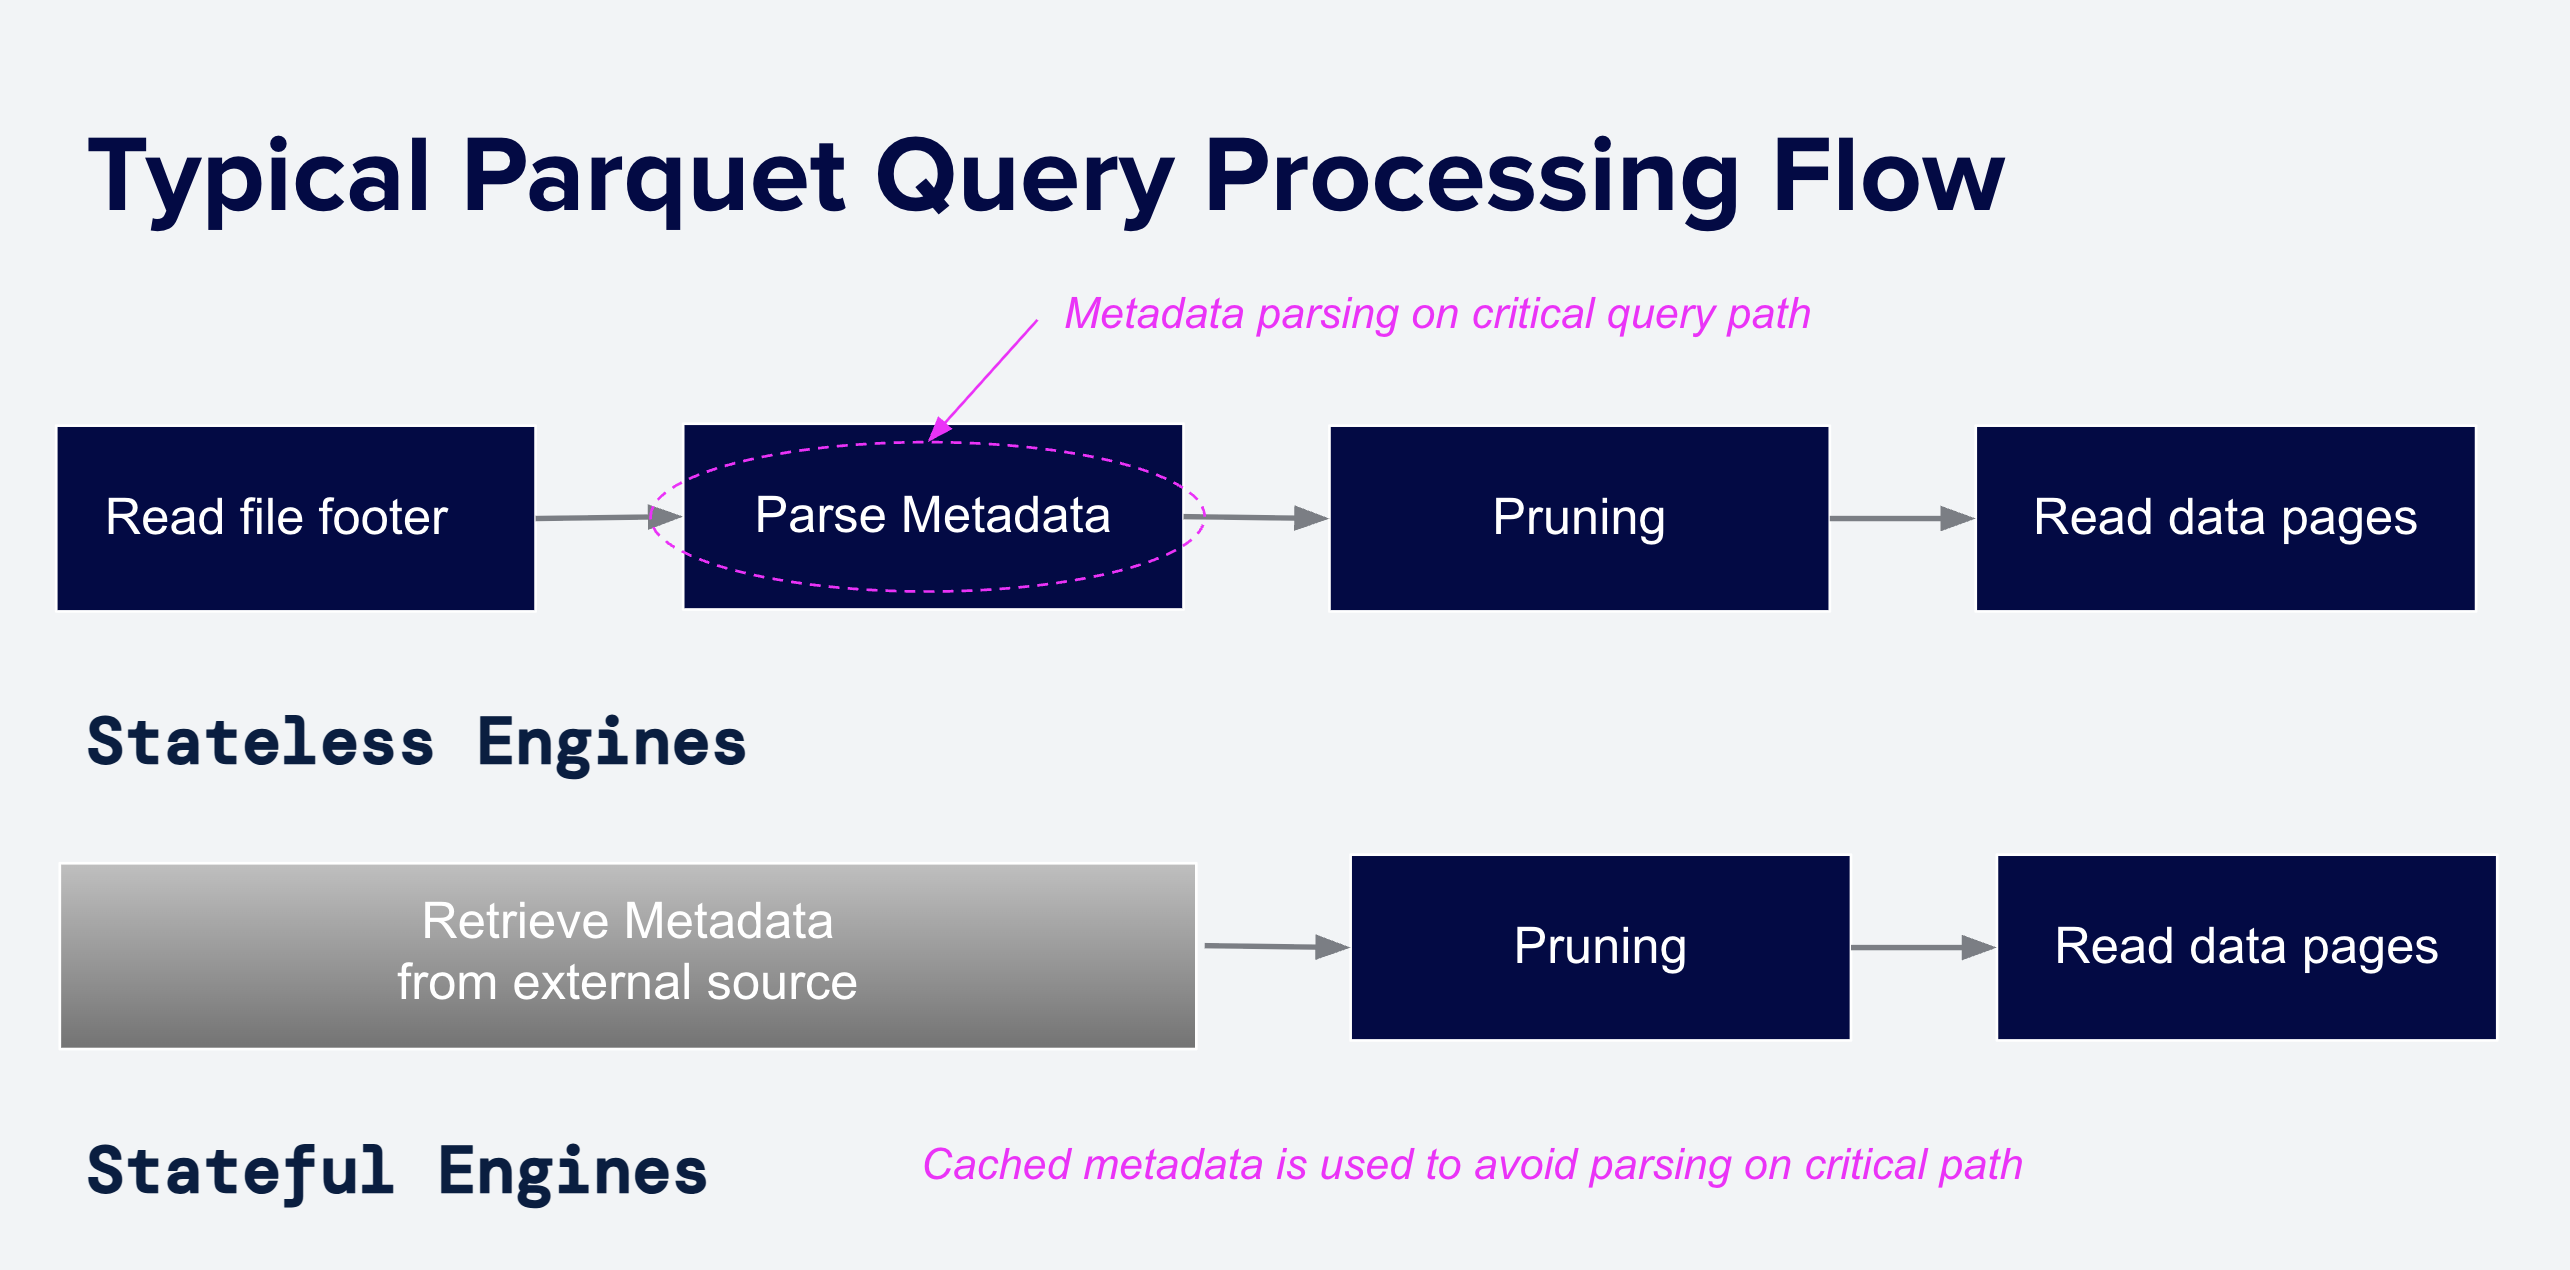 Typical Parquet Query Processing Flow
Metadata parsing on critical query path
Read file footer
Parse Metadata
Pruning
Read data pages
Stateless Engines
Retrieve Metadata
from external source
Pruning
Read data pages
Stateful Engines
Cached metadata is used to avoid parsing on critical path